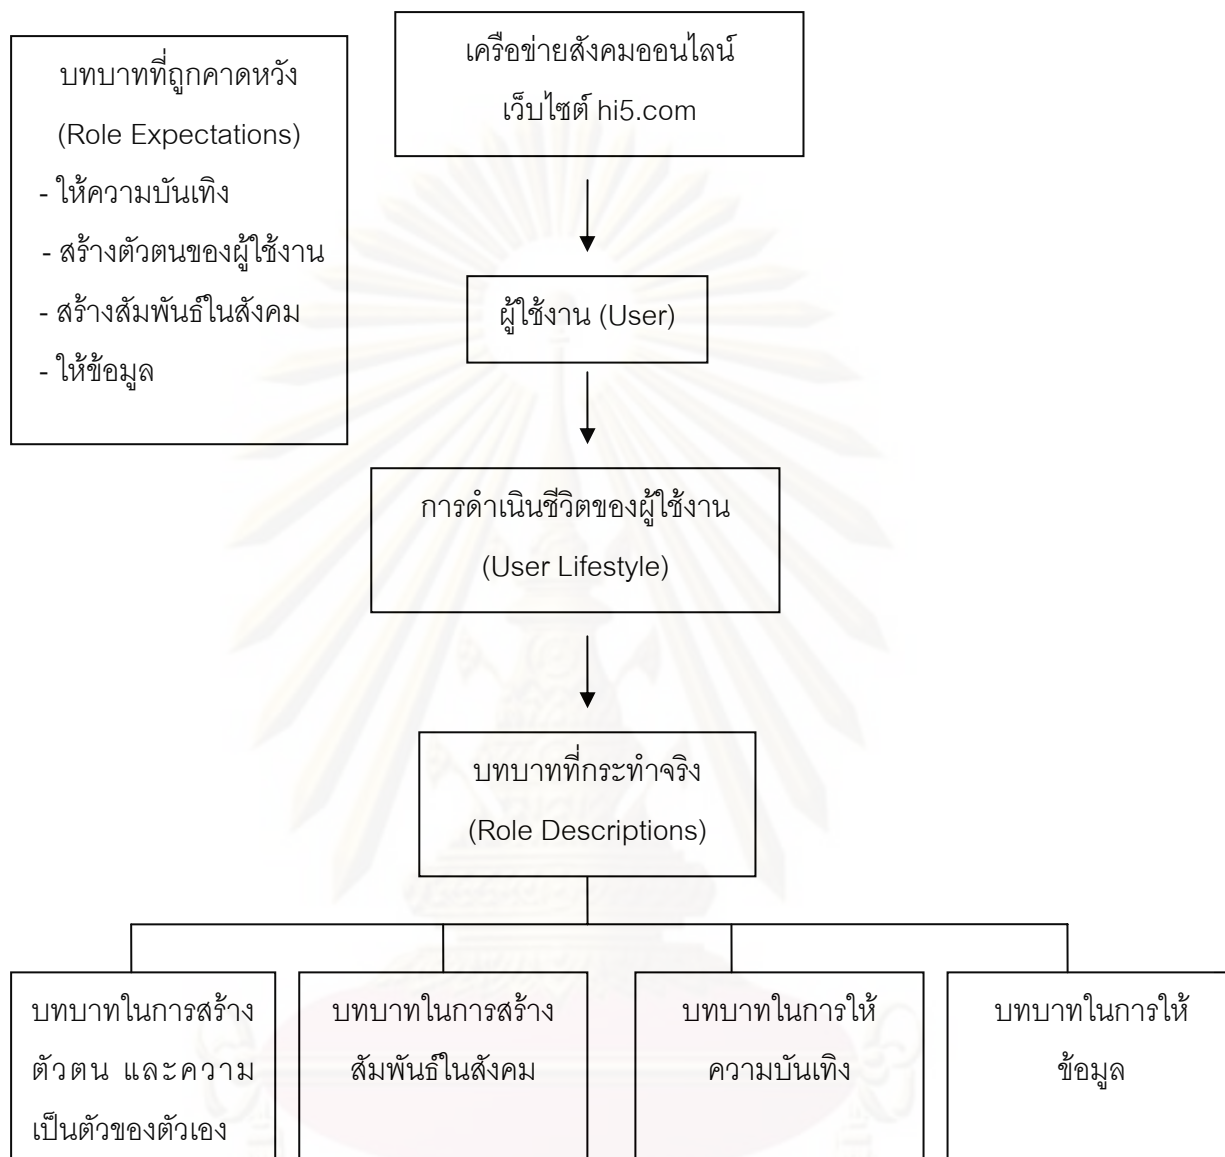 บทบาทที่ถูกคาดหวัง
(Role Expectations)
- ให้ความบันเทิง
- สร้างตัวตนของผู้ใช้งาน
- สร้างสัมพันธ์ในสังคม
- ให้ข้อมูล
เครือข่ายสังคมออนไลน์
เว็บไซต์ hi5.com
ผู้ใช้งาน (User)
การดำเนินชีวิตของผู้ใช้งาน
(User Lifestyle)
บทบาทที่กระทำจริง
(Role Descriptions)
บทบาทในการสร้าง
ตัวตน และความ
เป็นตัวของตัวเอง
บทบาทในการสร้าง
สัมพันธ์ในสังคม
บทบาทในการให้
ความบันเทิง
บทบาทในการให้
ข้อมูล